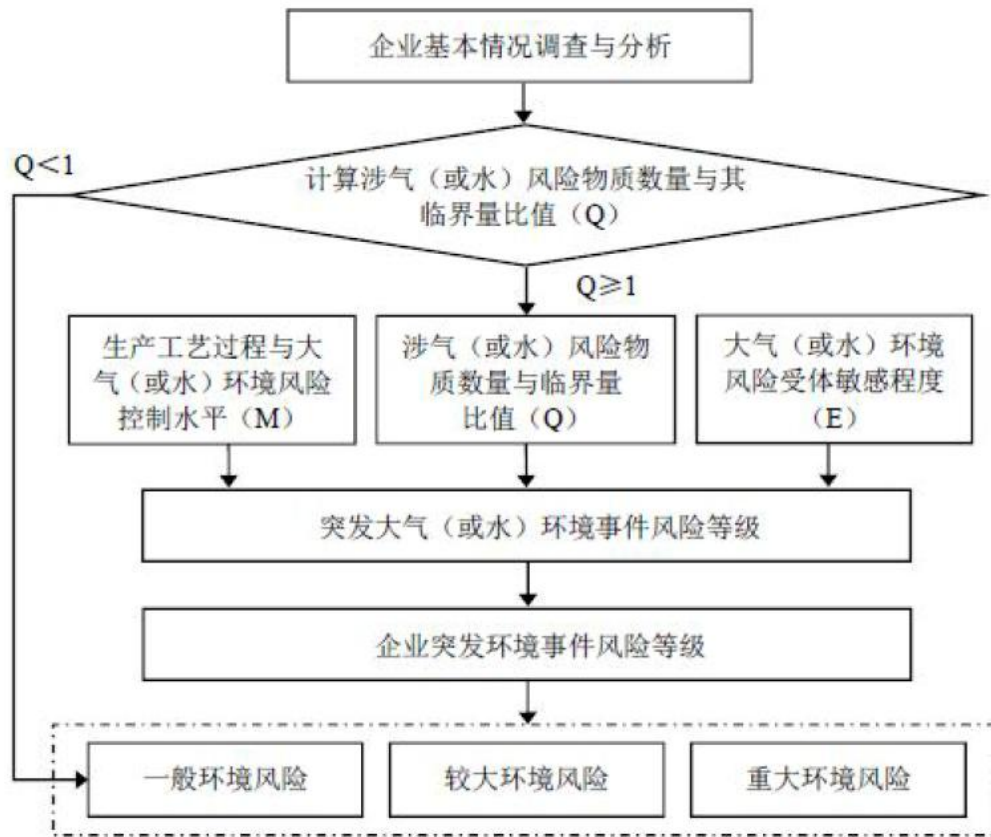 企业基本情况调查与分析
Q＜1
计算涉气（或水）风险物质数量与其
临界量比值（Q）
Q≥1
生产工艺过程与大
气（或水）环境风险
控制水平（M）
涉气（或水）风险物
质数量与临界量
比值（Q）
大气（或水）环境
风险受体敏感程度
（E）
突发大气（或水）环境事件风险等级
企业突发环境事件风险等级
一般环境风险
较大环境风险
重大环境风险